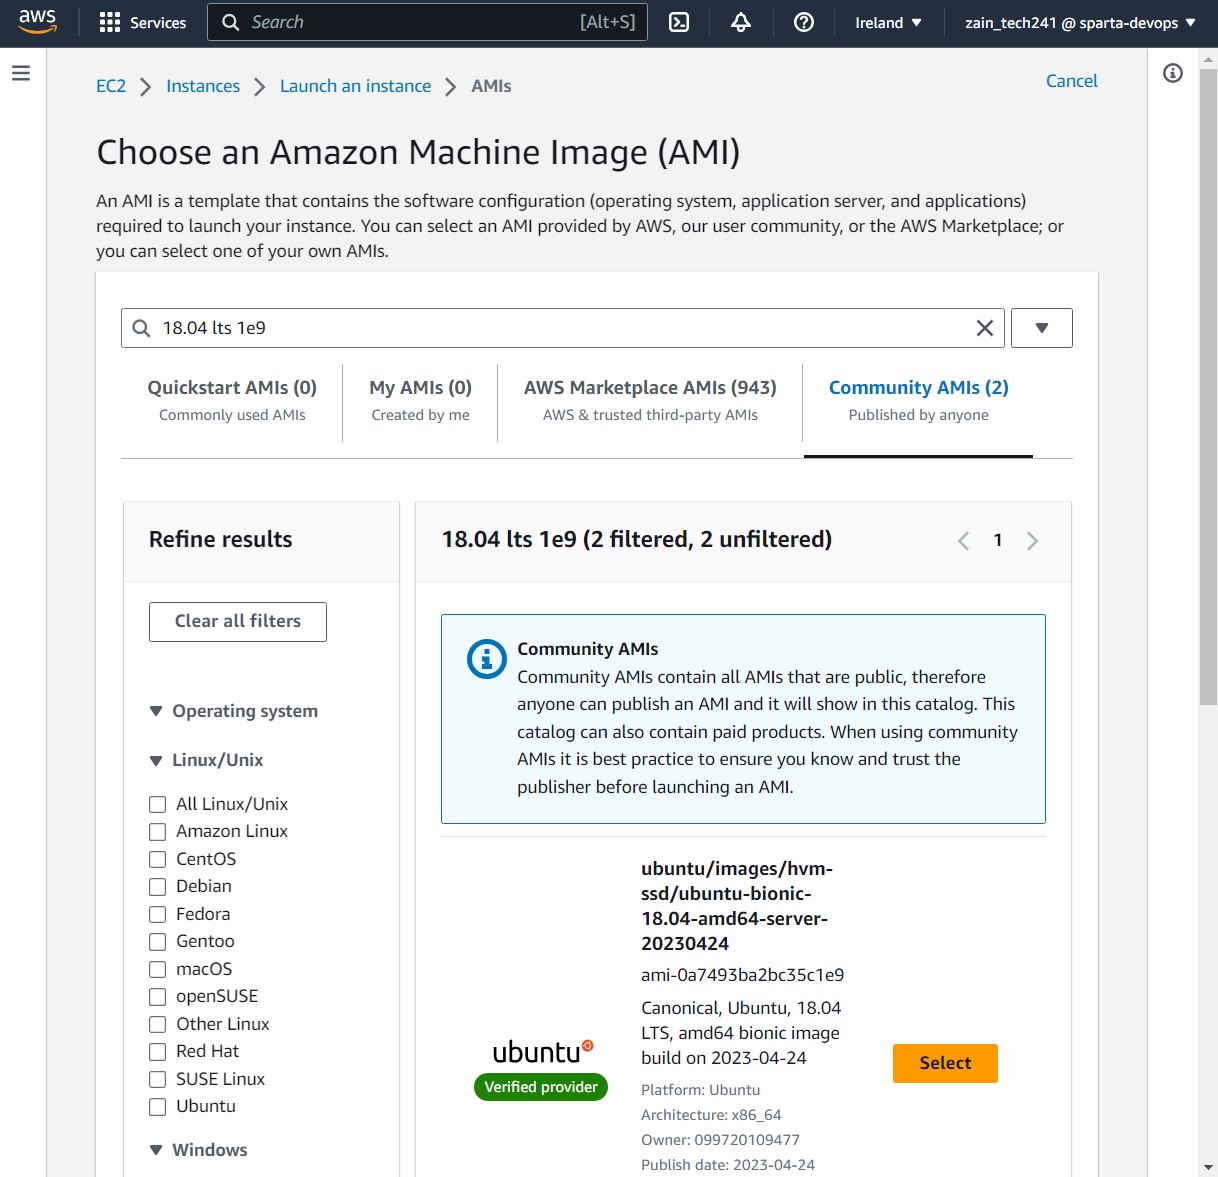 aws
Services
Search [Alt+S]
Ireland ▼
zain_tech241 @ sparta-devops ▼
EC2 > Instances > Launch an instance > AMIs
Cancel
Choose an Amazon Machine Image (AMI)
An AMI is a template that contains the software configuration (operating system, application server, and applications)
required to launch your instance. You can select an AMI provided by AWS, our user community, or the AWS Marketplace; or
you can select one of your own AMIs.
18.04 lts 1e9
Quickstart AMIs (0)
Commonly used AMIs
My AMIs (0)
Created by me
AWS Marketplace AMIs (943)
AWS & trusted third-party AMIs
Community AMIs (2)
Published by anyone
Refine results
Clear all filters
Operating system
Linux/Unix
All Linux/Unix
Amazon Linux
CentOS
Debian
Fedora
Gentoo
macOS
openSUSE
Other Linux
Red Hat
SUSE Linux
Ubuntu
Windows
18.04 lts 1e9 (2 filtered, 2 unfiltered)
< 1 >
Community AMIs
Community AMIs contain all AMIs that are public, therefore
anyone can publish an AMI and it will show in this catalog. This
catalog can also contain paid products. When using community
AMIs it is best practice to ensure you know and trust the
publisher before launching an AMI.
ubuntu
Verified provider
ubuntu/images/hvm-
ssd/ubuntu-bionic-
18.04-amd64-server-
20230424
ami-0a7493ba2bc35c1e9
Canonical, Ubuntu, 18.04
LTS, amd64 bionic image
build on 2023-04-24
Platform: Ubuntu
Architecture: x86_64
Owner: 099720109477
Publish date: 2023-04-24
Select